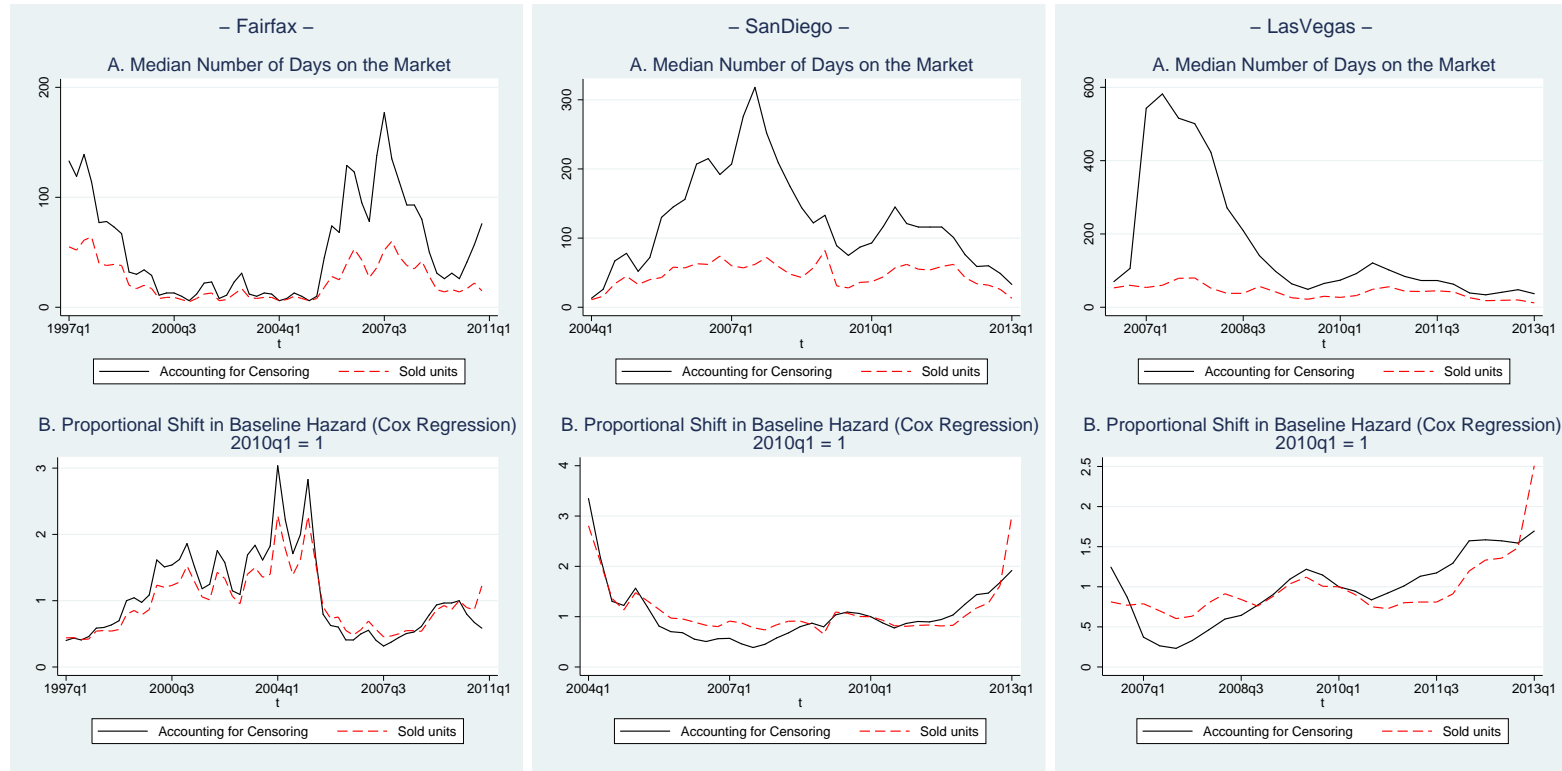 – Fairfax –
A. Median Number of Days on the Market
200
100
0
1997q1 2000q3 2004q1 2007q3 2011q1
t
Accounting for Censoring Sold units
B. Proportional Shift in Baseline Hazard (Cox Regression)
2010q1 = 1
3
2
1
0
1997q1 2000q3 2004q1 2007q3 2011q1
t
Accounting for Censoring Sold units
– SanDiego –
A. Median Number of Days on the Market
300
200
100
0
2004q1 2007q1 2010q1 2013q1
t
Accounting for Censoring Sold units
B. Proportional Shift in Baseline Hazard (Cox Regression)
2010q1 = 1
4
3
2
1
0
2004q1 2007q1 2010q1 2013q1
t
Accounting for Censoring Sold units
– LasVegas –
A. Median Number of Days on the Market
600
400
200
0
2007q1 2008q3 2010q1 2011q3 2013q1
t
Accounting for Censoring Sold units
B. Proportional Shift in Baseline Hazard (Cox Regression)
2010q1 = 1
2.5
2
1.5
1
.5
0
2007q1 2008q3 2010q1 2011q3 2013q1
t
Accounting for Censoring Sold units